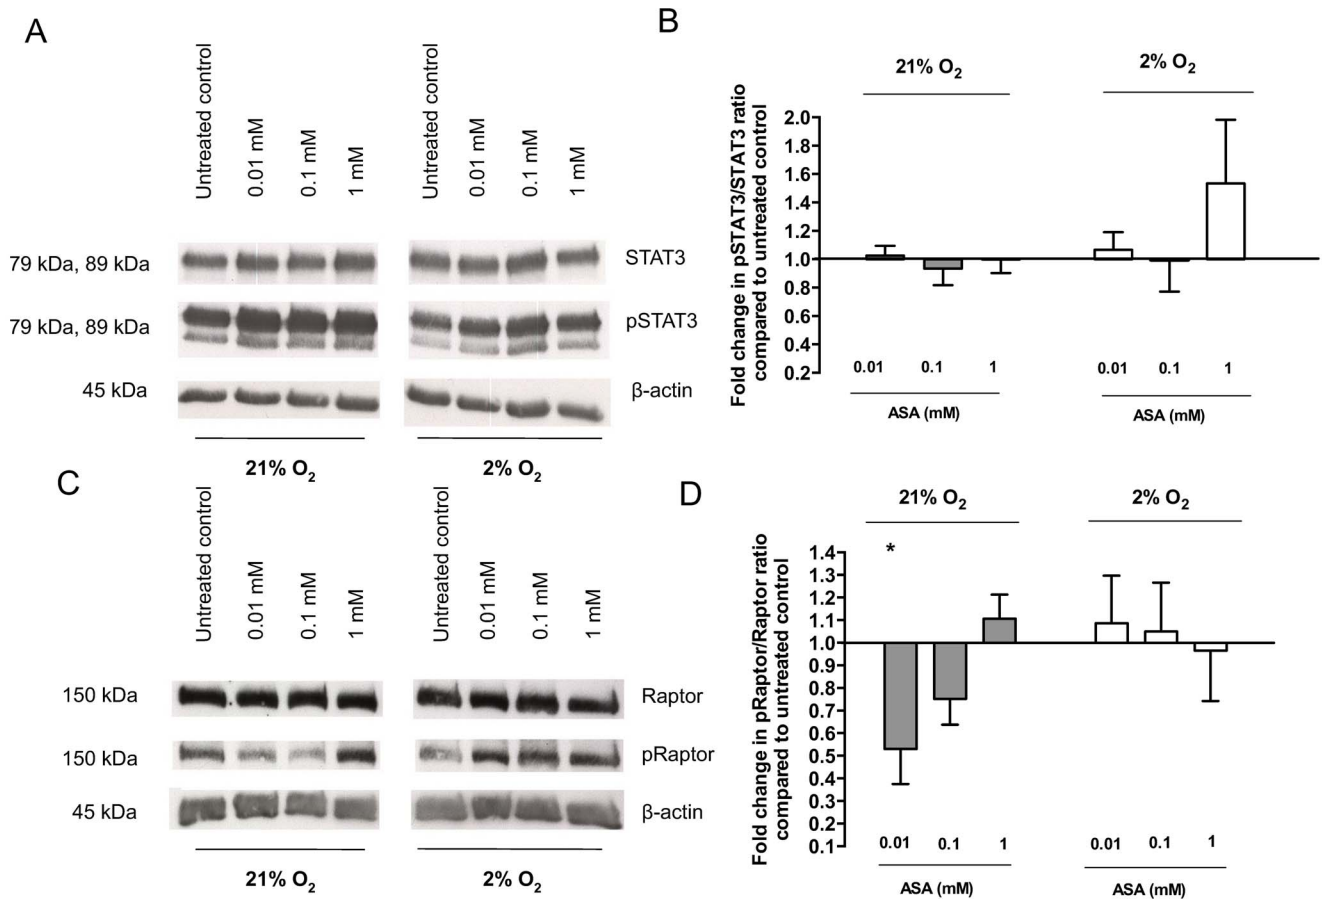 A
Untreated control
0.01 mM
0.1 mM
1 mM
Untreated control
0.01 mM
0.1 mM
1 mM
79 kDa, 89 kDa
STAT3
79 kDa, 89 kDa
pSTAT3
45 kDa
β-actin
21% O2
2% O2
B
21% O2
2% O2
Fold change in pSTAT3/STAT3 ratio
compared to untreated control
2.0
1.8
1.6
1.4
1.2
1.0
0.8
0.6
0.4
0.2
0.01 0.1 1
0.01 0.1 1
ASA (mM)
ASA (mM)
C
Untreated control
0.01 mM
0.1 mM
1 mM
Untreated control
0.01 mM
0.1 mM
1 mM
150 kDa
Raptor
150 kDa
pRaptor
45 kDa
β-actin
21% O2
2% O2
D
21% O2
2% O2
Fold change in pRaptor/Raptor ratio
compared to untreated control
*
1.4
1.3
1.2
1.1
1.0
0.9
0.8
0.7
0.6
0.5
0.4
0.3
0.2
0.1
0.01 0.1 1
0.01 0.1 1
ASA (mM)
ASA (mM)